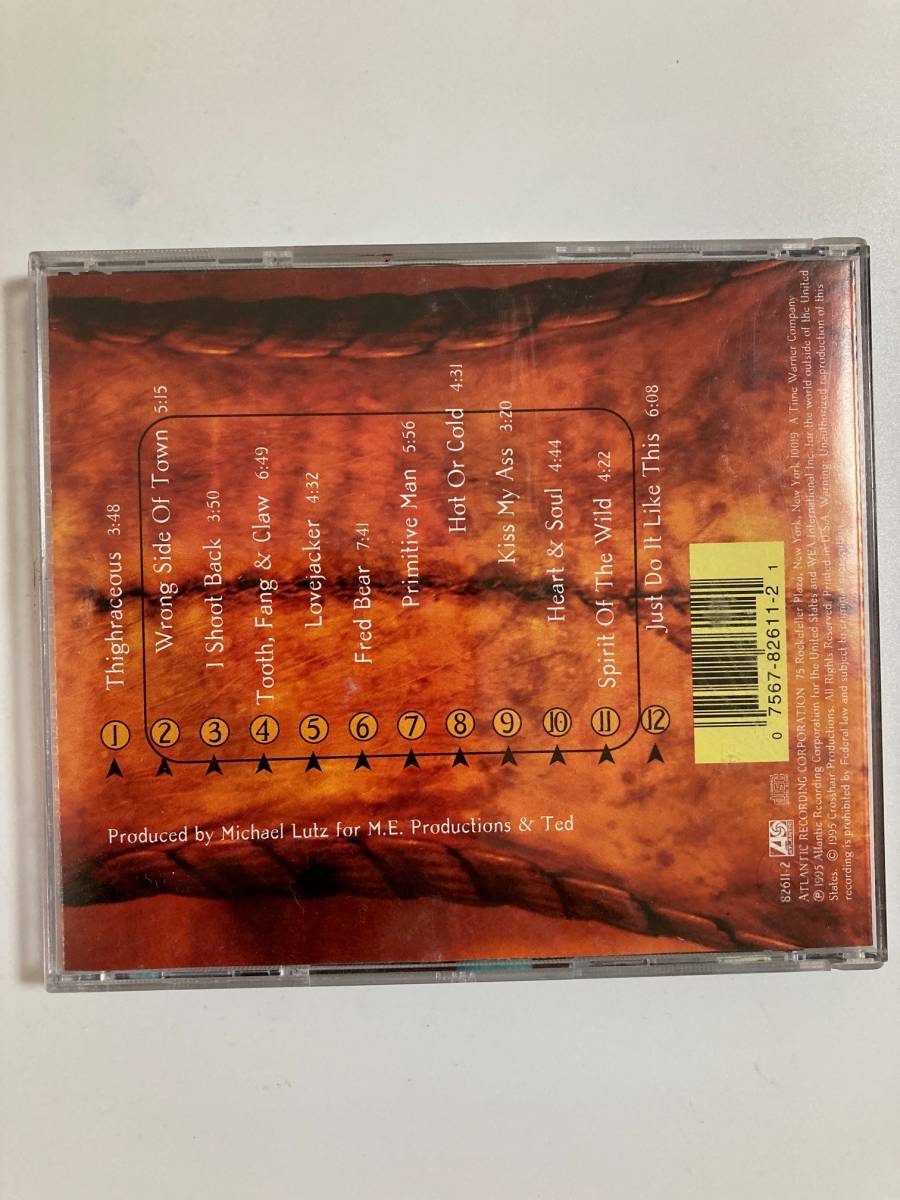 1 Thighraceous 3:48
2 Wrong Side Of Town 5:15
3 I Shoot Back 3:50
4 Tooth, Fang & Claw 6:49
5 Lovejacker 4:32
6 Fred Bear 7:41
7 Primitive Man 5:56
8 Hot Or Cold 4:31
9 Kiss My Ass 3:20
10 Heart & Soul 4:44
11 Spirit Of The Wild 4:22
12 Just Do It Like This 6:08
Produced by Michael Lutz for M.E. Productions & Ted
0 7567-82611-2 1
82611-2 ATLANTIC DISC
ATLANTIC RECORDING CORPORATION 75 Rockefeller Plaza, New York, New York 10019 A Time Warner Company
℗ 1995 Atlantic Recording Corporation for the United States and WEA International Inc. for the world outside of the United
States. © 1995 Crosshair Productions. All Rights Reserved. Printed in U.S.A. Warning: Unauthorized reproduction of this
recording is prohibited by Federal law and subject to criminal prosecution.